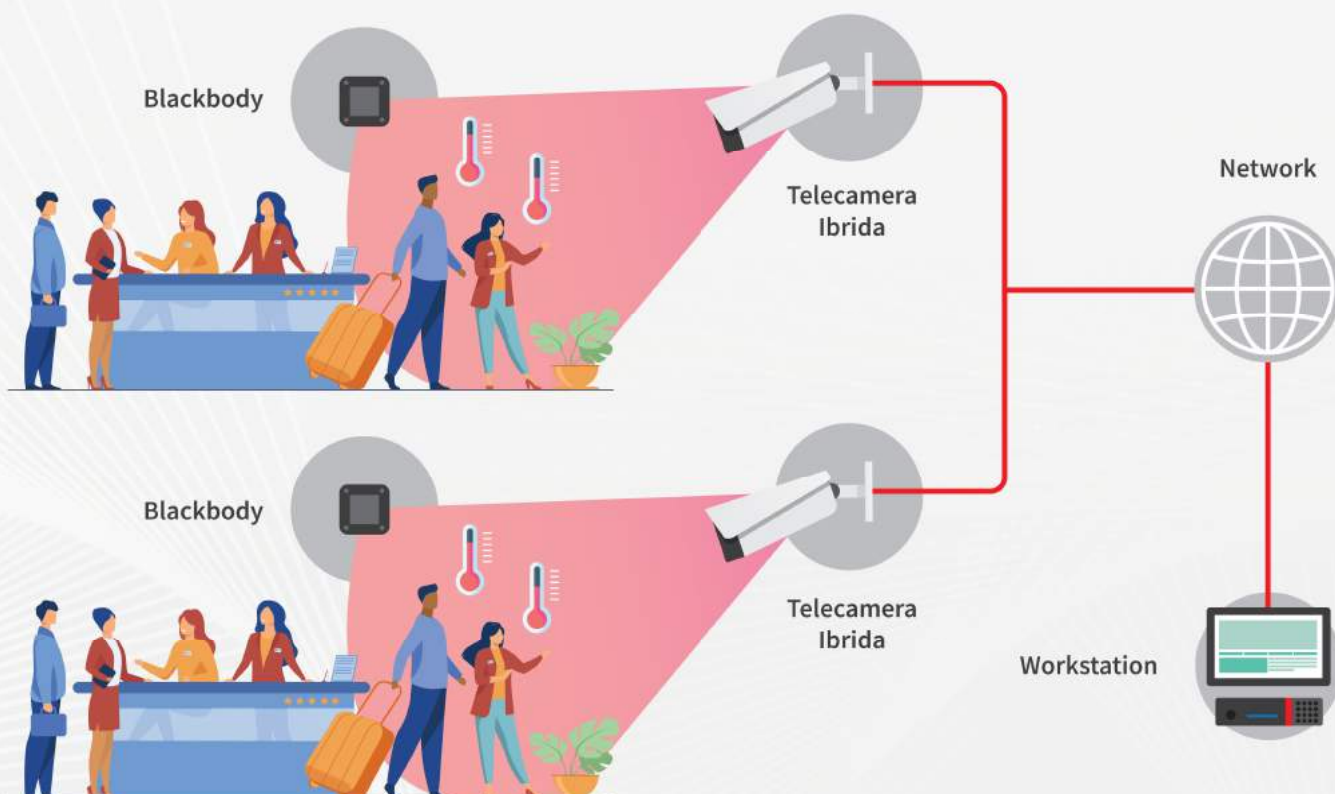 Blackbody
Telecamera
Ibrida
Network
Blackbody
Telecamera
Ibrida
Workstation